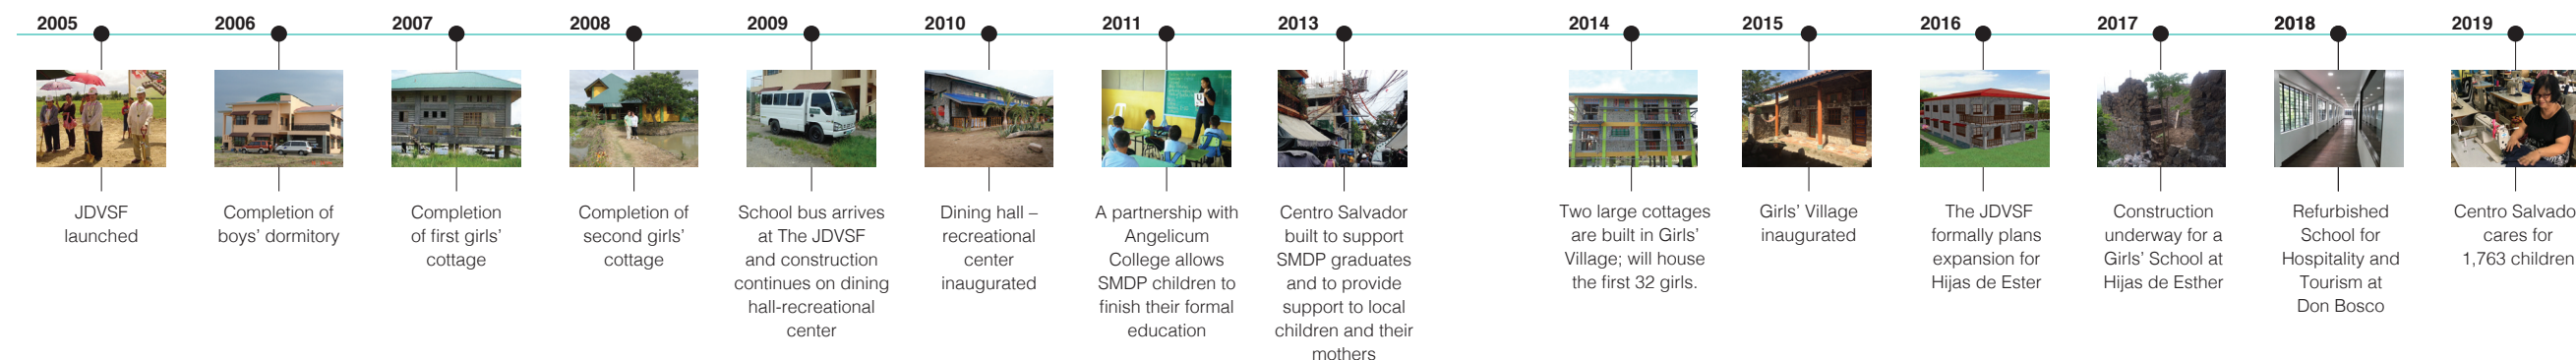 2005
JDVSF
launched
2006
Completion of
boys' dormitory
2007
Completion
of first girls'
cottage
2008
Completion of
second girls'
cottage
2009
School bus arrives
at The JDVSF
and construction
continues on dining
hall-recreational
center
2010
Dining hall –
recreational
center
inaugurated
2011
A partnership with
Angelicum
College allows
SMDP children to
finish their formal
education
2013
Centro Salvador
built to support
SMDP graduates
and to provide
support to local
children and their
mothers
2014
Two large cottages
are built in Girls'
Village; will house
the first 32 girls.
2015
Girls' Village
inaugurated
2016
The JDVSF
formally plans
expansion for
Hijas de Ester
2017
Construction
underway for a
Girls' School at
Hijas de Esther
2018
Refurbished
School for
Hospitality and
Tourism at
Don Bosco
2019
Centro Salvado
cares for
1,763 children